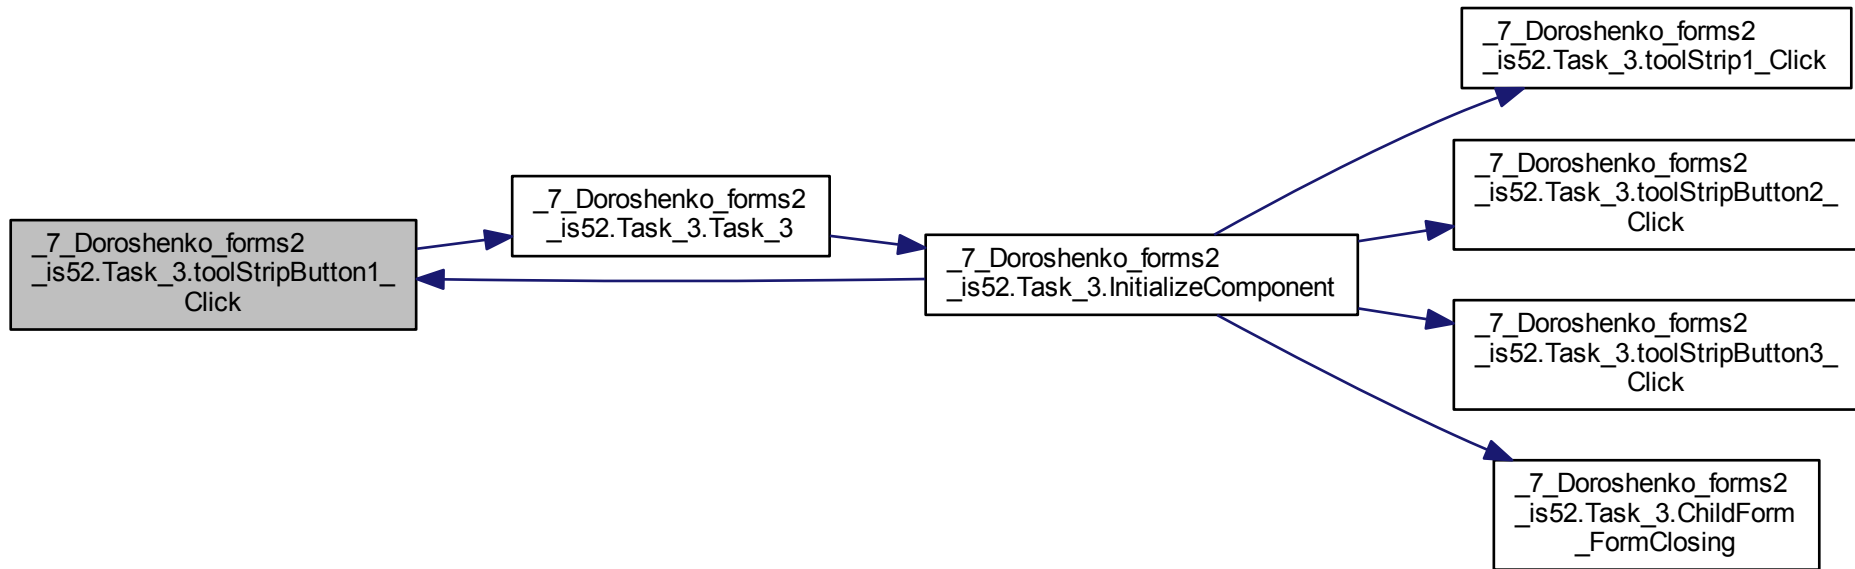 _7_Doroshenko_forms2
_is52.Task_3.toolStripButton1_
Click
_7_Doroshenko_forms2
_is52.Task_3.Task_3
_7_Doroshenko_forms2
_is52.Task_3.InitializeComponent
_7_Doroshenko_forms2
_is52.Task_3.toolStrip1_Click
_7_Doroshenko_forms2
_is52.Task_3.toolStripButton2_
Click
_7_Doroshenko_forms2
_is52.Task_3.toolStripButton3_
Click
_7_Doroshenko_forms2
_is52.Task_3.ChildForm
_FormClosing